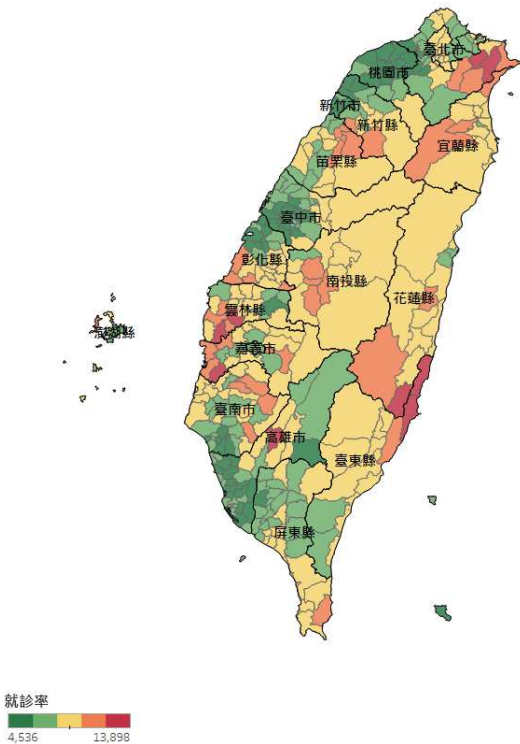 臺北市
桃園市
新竹市
新竹縣
宜蘭縣
苗栗縣
臺中市
彰化縣
南投縣
花蓮縣
雲林縣
嘉義市
臺南市
高雄市
臺東縣
屏東縣
就診率
4,536 13,898